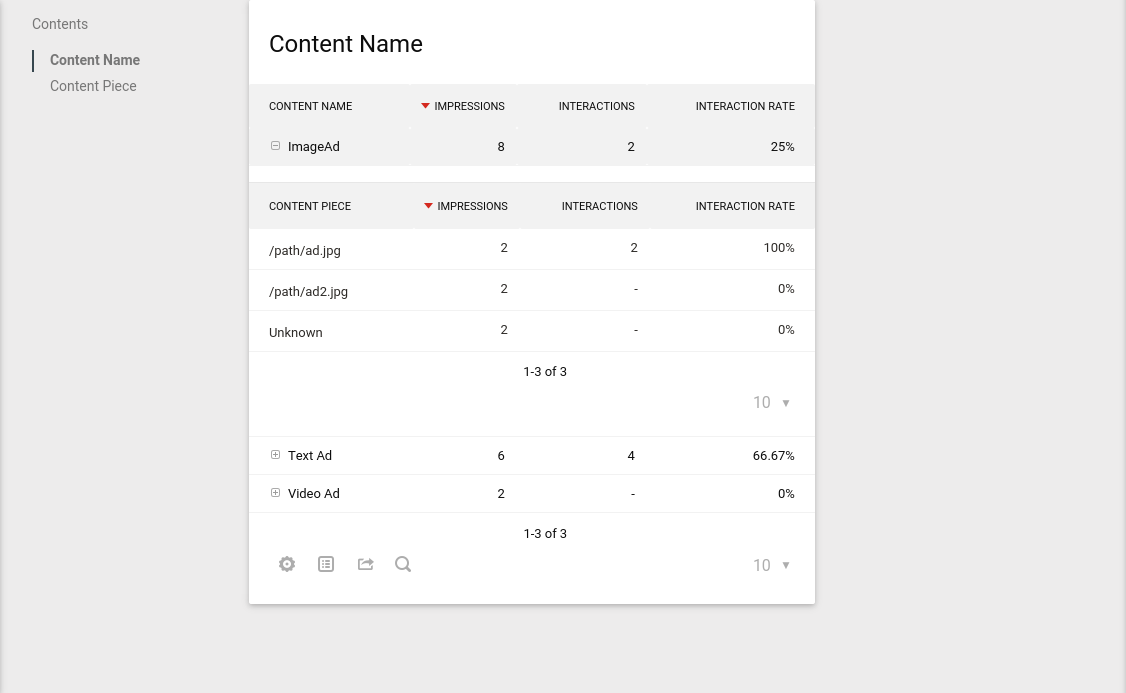 Contents
Content Name
Content Piece
Content Name
CONTENT NAME IMPRESSIONS INTERACTIONS INTERACTION RATE
ImageAd 8 2 25%
CONTENT PIECE IMPRESSIONS INTERACTIONS INTERACTION RATE
/path/ad.jpg 2 2 100%
/path/ad2.jpg 2 - 0%
Unknown 2 - 0%
1-3 of 3
10
Text Ad 6 4 66.67%
Video Ad 2 - 0%
1-3 of 3
10